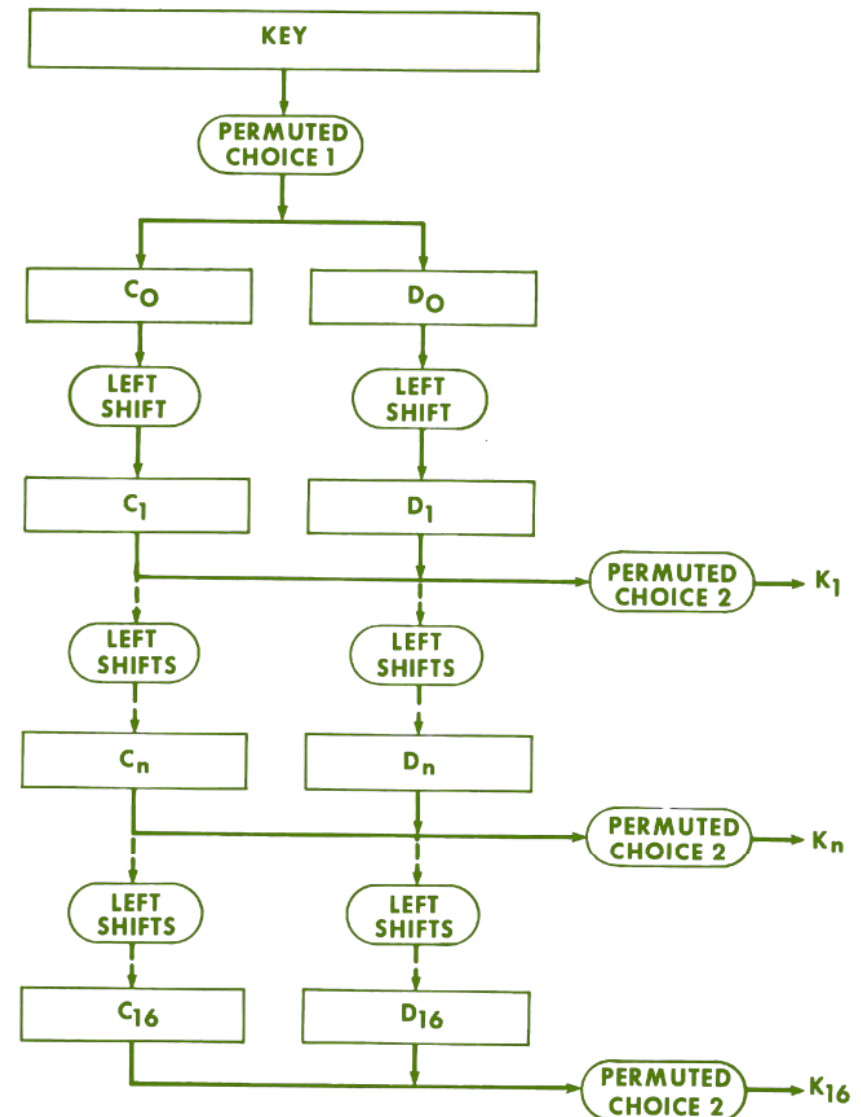 KEY
PERMUTED
CHOICE 1
C0
D0
LEFT
SHIFT
LEFT
SHIFT
C1
D1
PERMUTED
CHOICE 2
K1
LEFT
SHIFTS
LEFT
SHIFTS
Cn
Dn
PERMUTED
CHOICE 2
Kn
LEFT
SHIFTS
LEFT
SHIFTS
C16
D16
PERMUTED
CHOICE 2
K16